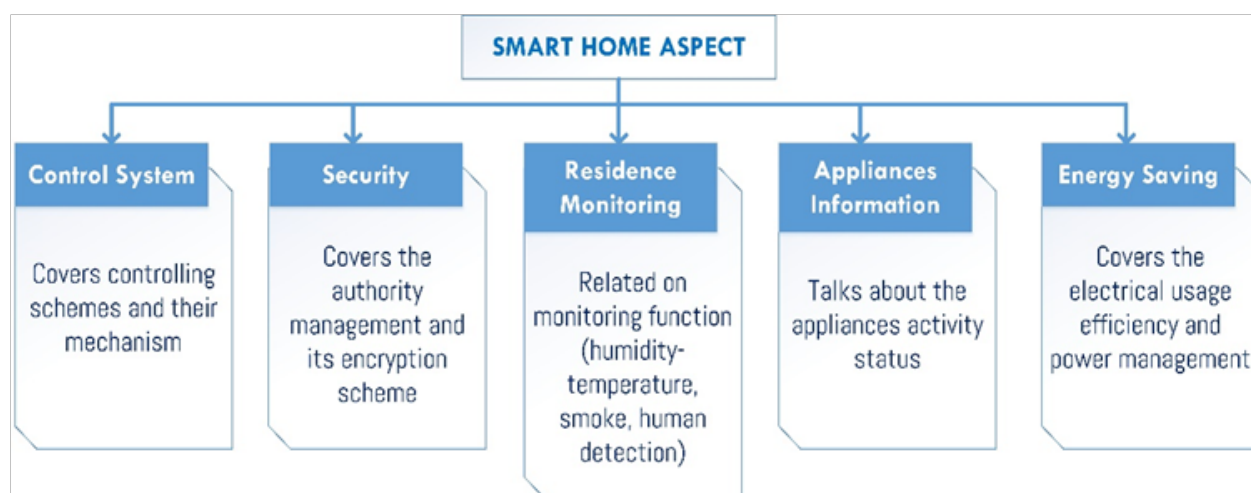 SMART HOME ASPECT
Control System
Covers controlling
schemes and their
mechanism
Security
Covers the
authority
management and
its encryption
scheme
Residence
Monitoring
Related on
monitoring function
(humidity-
temperature,
smoke, human
detection)
Appliances
Information
Talks about the
appliances activity
status
Energy Saving
Covers the
electrical usage
efficiency and
power management